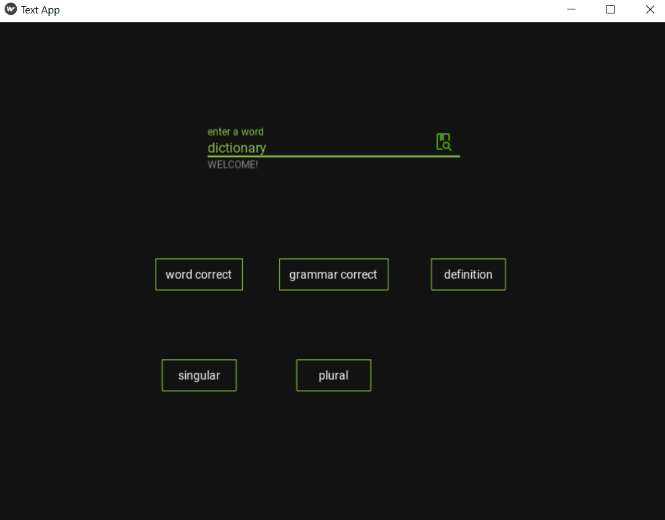 Text App
enter a word
dictionary
WELCOME!
word correct
grammar correct
definition
singular
plural